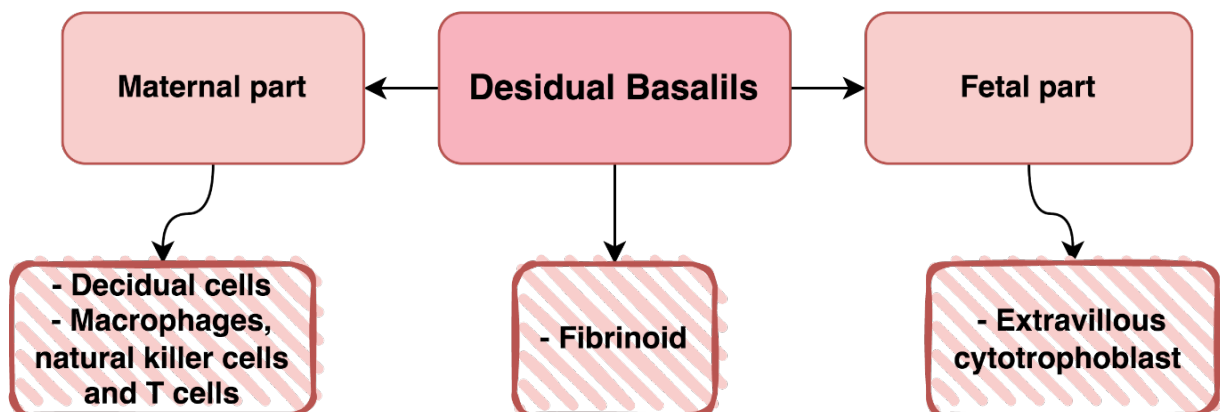 Maternal part
Desidual Basalils
Fetal part
- Decidual cells
- Macrophages,
natural killer cells
and T cells
- Fibrinoid
- Extravillous
cytotrophoblast